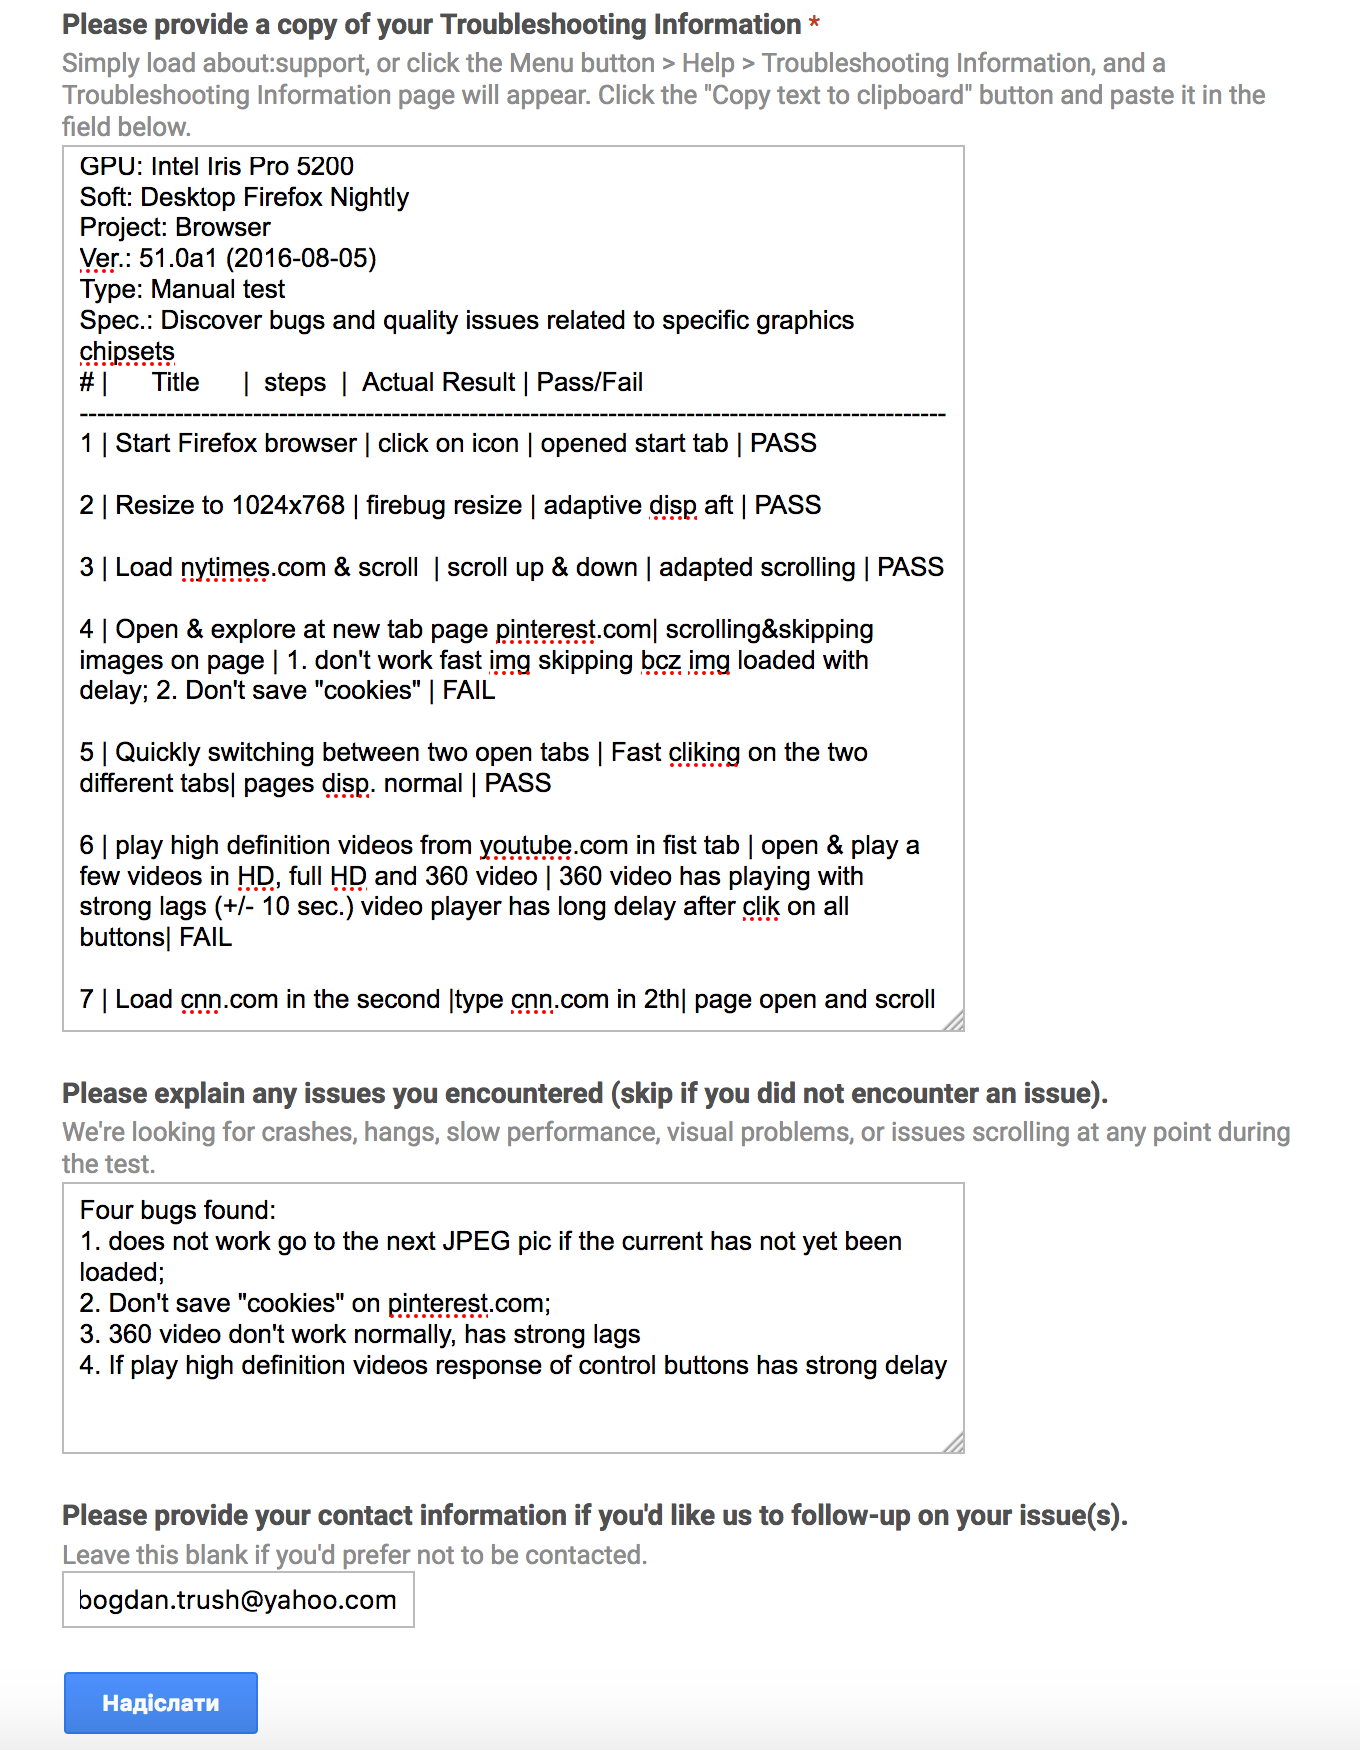 Please provide a copy of your Troubleshooting Information *
Simply load about:support, or click the Menu button > Help > Troubleshooting Information, and a
Troubleshooting Information page will appear. Click the "Copy text to clipboard" button and paste it in the
field below.
GPU: Intel Iris Pro 5200
Soft: Desktop Firefox Nightly
Project: Browser
Ver.: 51.0a1 (2016-08-05)
Type: Manual test
Spec.: Discover bugs and quality issues related to specific graphics
chipsets
# |      Title      |  steps  |  Actual Result | Pass/Fail
----------------------------------------------------------------------------------------------------
1 | Start Firefox browser | click on icon | opened start tab | PASS
2 | Resize to 1024x768 | firebug resize | adaptive disp aft | PASS
3 | Load nytimes.com & scroll  | scroll up & down | adapted scrolling | PASS
4 | Open & explore at new tab page pinterest.com| scrolling&skipping
images on page | 1. don't work fast img skipping bcz img loaded with
delay; 2. Don't save "cookies" | FAIL
5 | Quickly switching between two open tabs | Fast cliking on the two
different tabs| pages disp. normal | PASS
6 | play high definition videos from youtube.com in fist tab | open & play a
few videos in HD, full HD and 360 video | 360 video has playing with
strong lags (+/- 10 sec.) video player has long delay after clik on all
buttons| FAIL
7 | Load cnn.com in the second |type cnn.com in 2th| page open and scroll
Please explain any issues you encountered (skip if you did not encounter an issue).
We're looking for crashes, hangs, slow performance, visual problems, or issues scrolling at any point during
the test.
Four bugs found:
1. does not work go to the next JPEG pic if the current has not yet been
loaded;
2. Don't save "cookies" on pinterest.com;
3. 360 video don't work normally, has strong lags
4. If play high definition videos response of control buttons has strong delay
Please provide your contact information if you'd like us to follow-up on your issue(s).
Leave this blank if you'd prefer not to be contacted.
bogdan.trush@yahoo.com
Надіслати